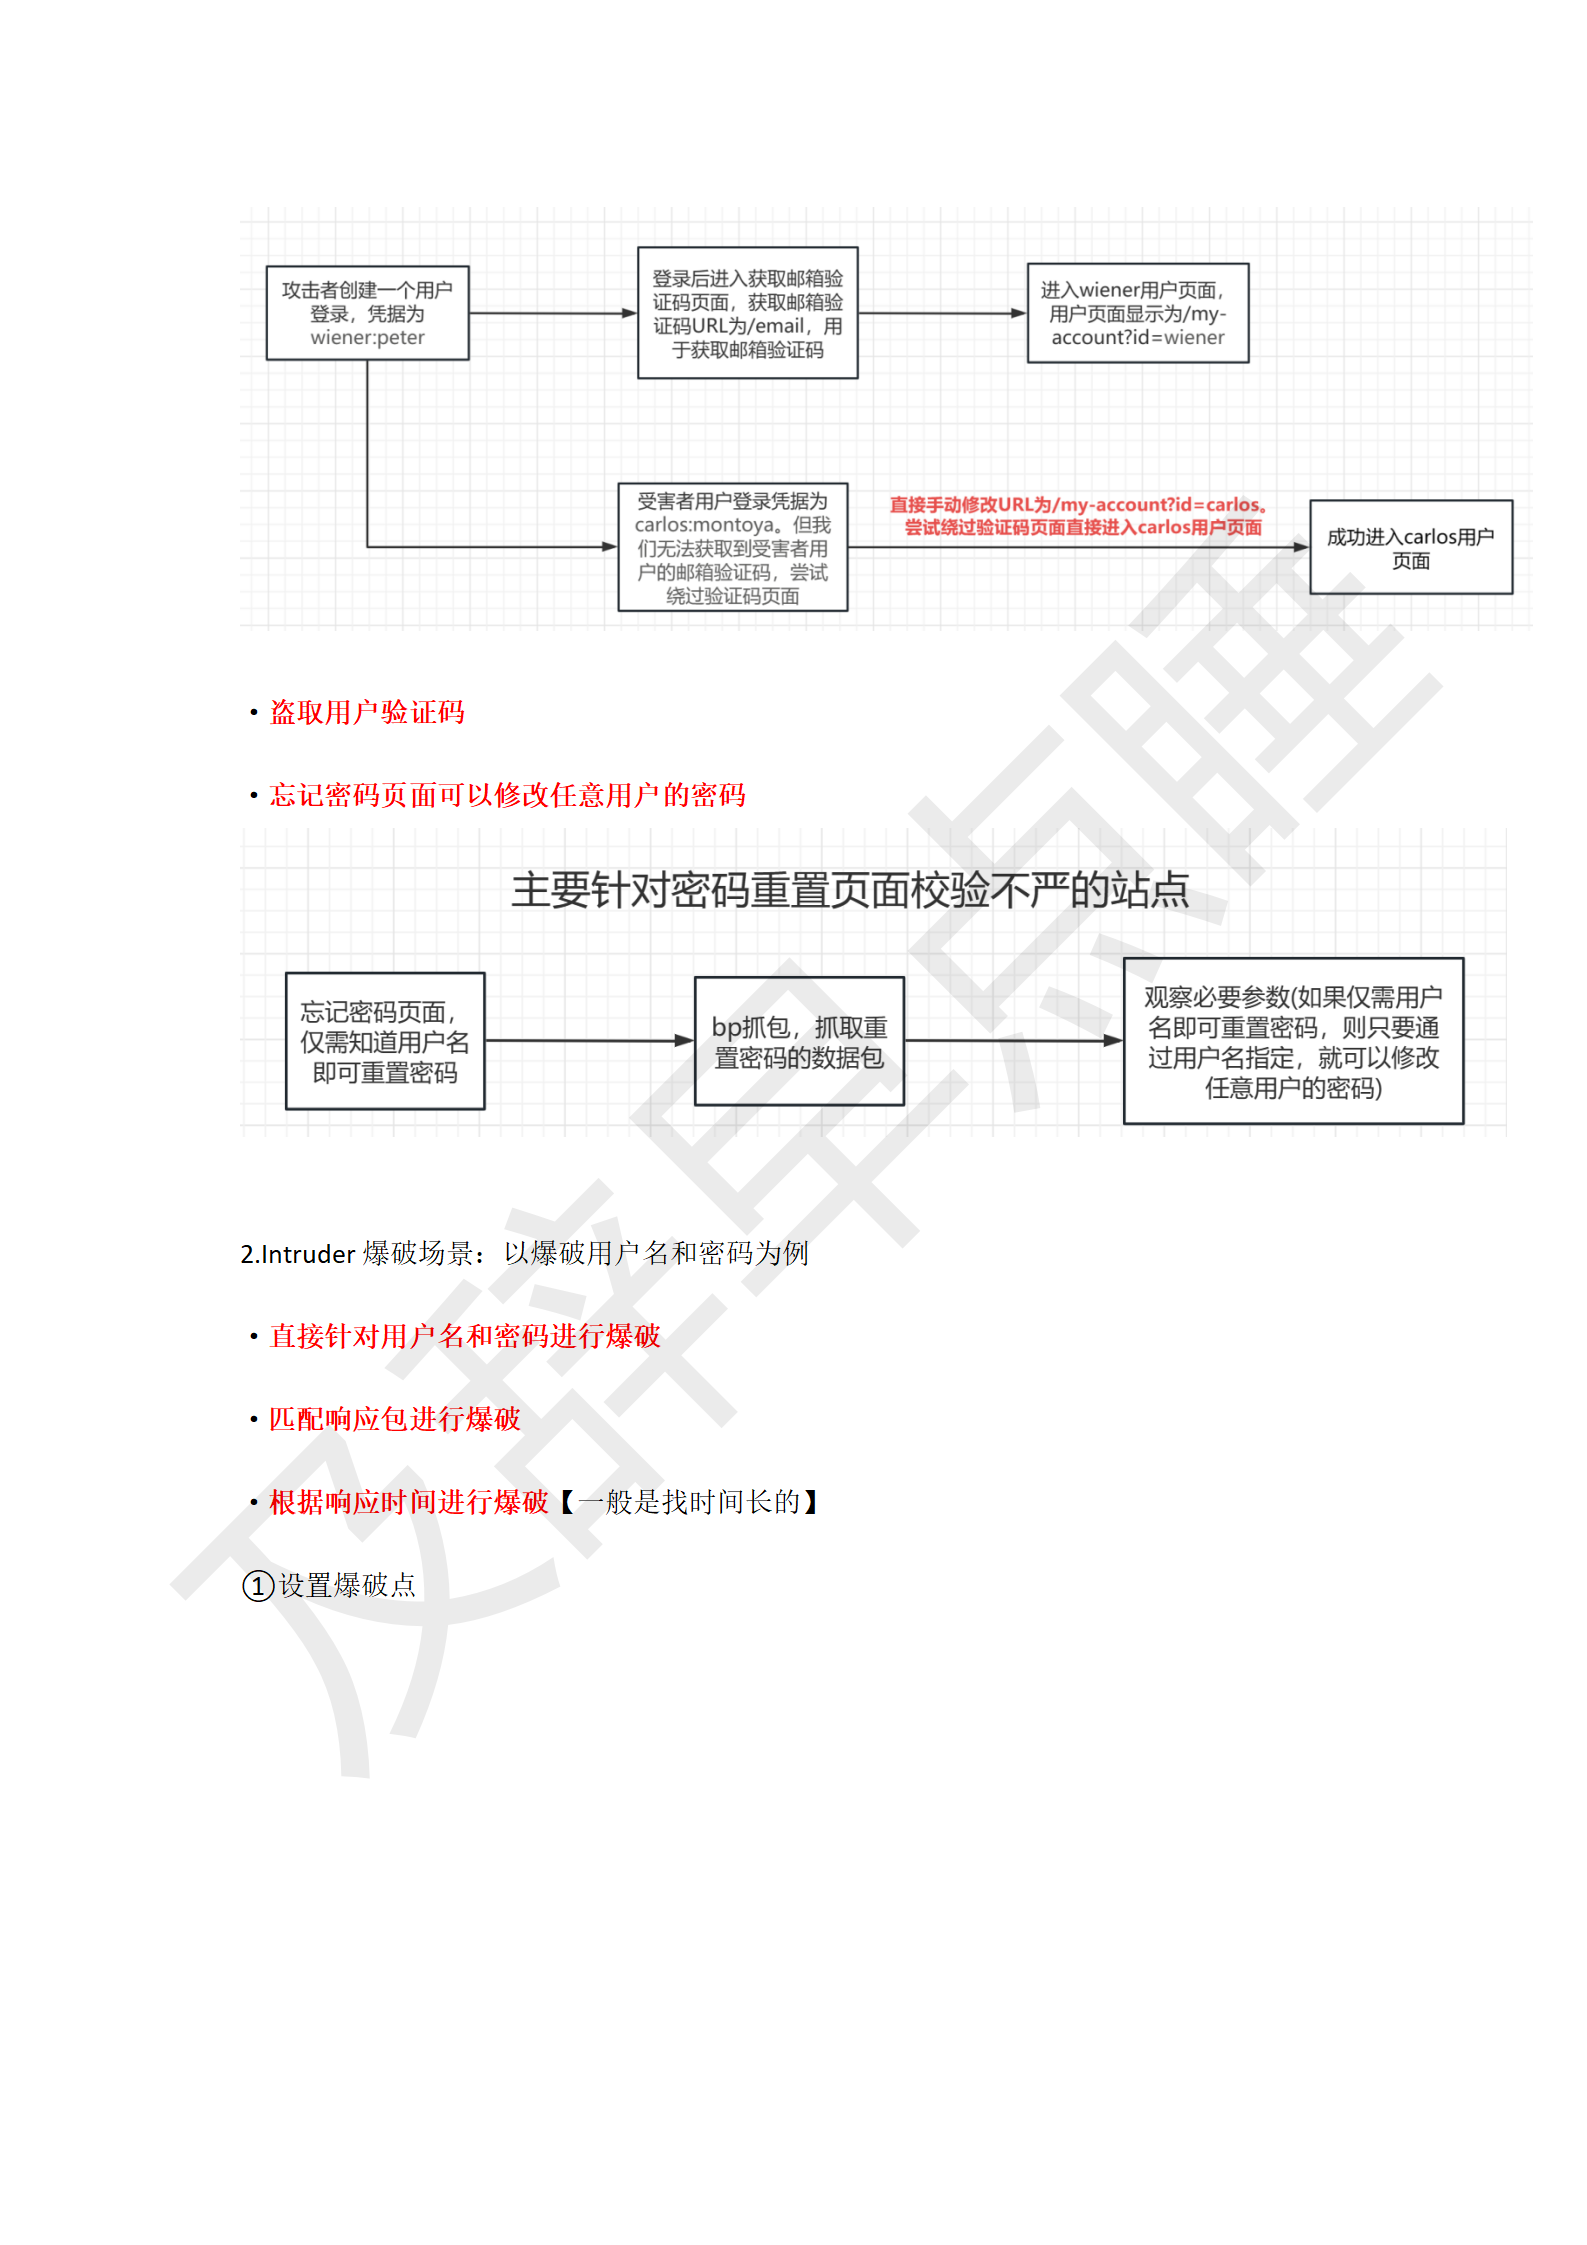 攻击者创建一个用户
登录，凭据为
wiener:peter
登录后进入获取邮箱验
证码页面，获取邮箱验
证码URL为/email，用
于获取邮箱验证码
进入wiener用户页面，
用户页面显示为/my-
account?id=wiener
受害者用户登录凭据为
carlos:montoya。但我
们无法获取到受害者用
户的邮箱验证码，尝试
绕过验证码页面
直接手动修改URL为/my-account?id=carlos。
尝试绕过验证码页面直接进入carlos用户页面
成功进入carlos用户
页面
·盗取用户验证码
·忘记密码页面可以修改任意用户的密码
主要针对密码重置页面校验不严的站点
忘记密码页面，
仅需知道用户名
即可重置密码
bp抓包，抓取重
置密码的数据包
观察必要参数(如果仅需用户
名即可重置密码，则只要通
过用户名指定，就可以修改
任意用户的密码)
2.Intruder 爆破场景：以爆破用户名和密码为例
·直接针对用户名和密码进行爆破
·匹配响应包进行爆破
·根据响应时间进行爆破【一般是找时间长的】
①设置爆破点
及辞早点睡